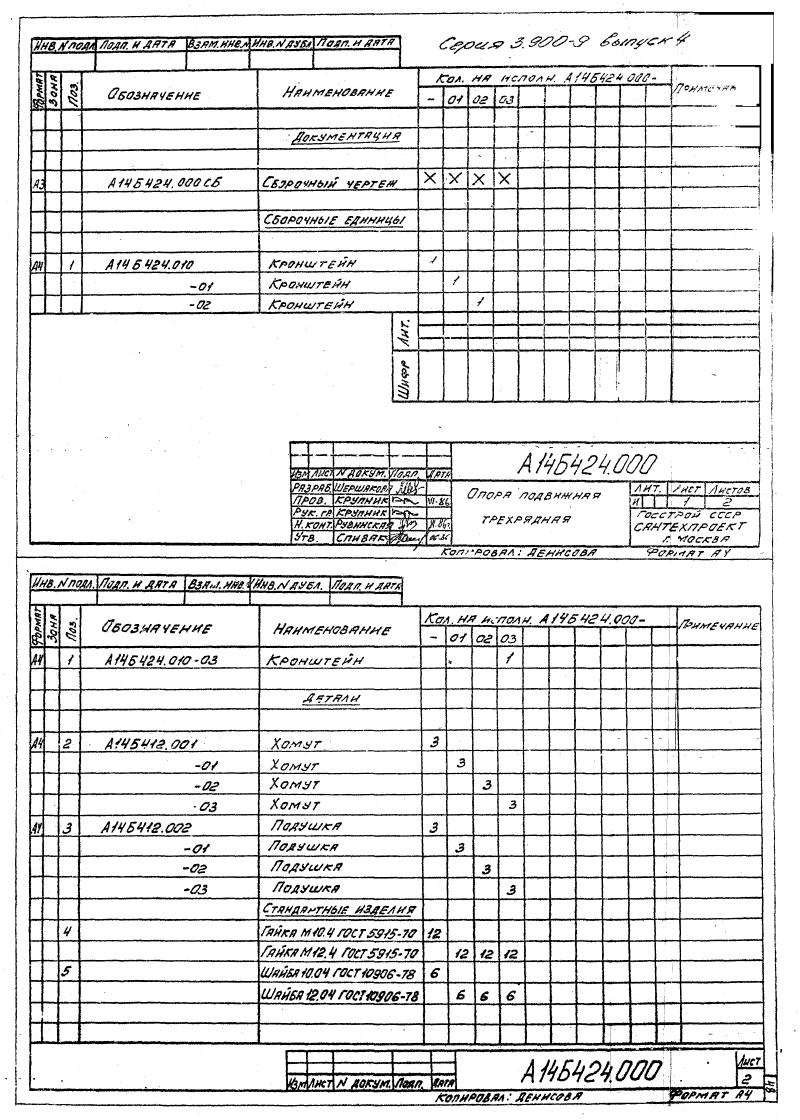 Серия 3.900-9 выпуск 4
Инв. N подл. Подп. и дата Взам. инв. N Инв. N дубл. Подп. и дата
Формат Зона Поз. Обозначение Наименование Кол. на исполн. А14Б424.000- Примечан
- 01 02 03
Документация
А3 А14Б424.000 СБ Сборочный чертеж X X X X
Сборочные единицы
А4 1 А14Б424.010 Кронштейн 1
-01 Кронштейн 1
-02 Кронштейн 1
Лит.
Шифр
А14Б424.000
Изм Лист N докум. Подп. Дата
Разраб. Шершакова
Пров. Крупник VII-86
Рук. гр. Крупник
Н.конт. Рувинская
Утв. Спивак
Опора подвижная
трехрядная
Лит. Лист Листов
И 1 2
Госстрой СССР
Сантехпроект
г. Москва
Копировал: Денисова Формат А4
Инв. N подл. Подп. и дата Взам. инв. N Инв. N дубл. Подп. и дата
Формат Зона Поз. Обозначение Наименование Кол. на исполн. А14Б424.000- Примечание
- 01 02 03
А4 1 А14Б424.010-03 Кронштейн 1
Детали
А4 2 А14Б412.001 Хомут 3
-01 Хомут 3
-02 Хомут 3
-03 Хомут 3
А4 3 А14Б412.002 Подушка 3
-01 Подушка 3
-02 Подушка 3
-03 Подушка 3
Стандартные изделия
4 Гайка М10.4 ГОСТ 5915-70 12
Гайка М12.4 ГОСТ 5915-70 12 12 12
5 Шайба 10.04 ГОСТ 10906-78 6
Шайба 12.04 ГОСТ 10906-78 6 6 6
А14Б424.000
Лист
2
Изм Лист N докум. Подп. Дата
Копировал: Денисова Формат А4
48